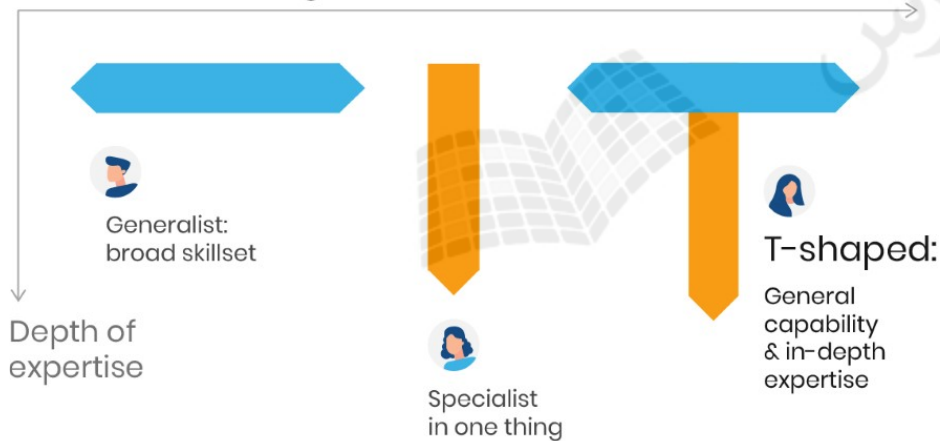 Generalist:
broad skillset
Depth of
expertise
Specialist
in one thing
T-shaped:
General
capability
& in-depth
expertise